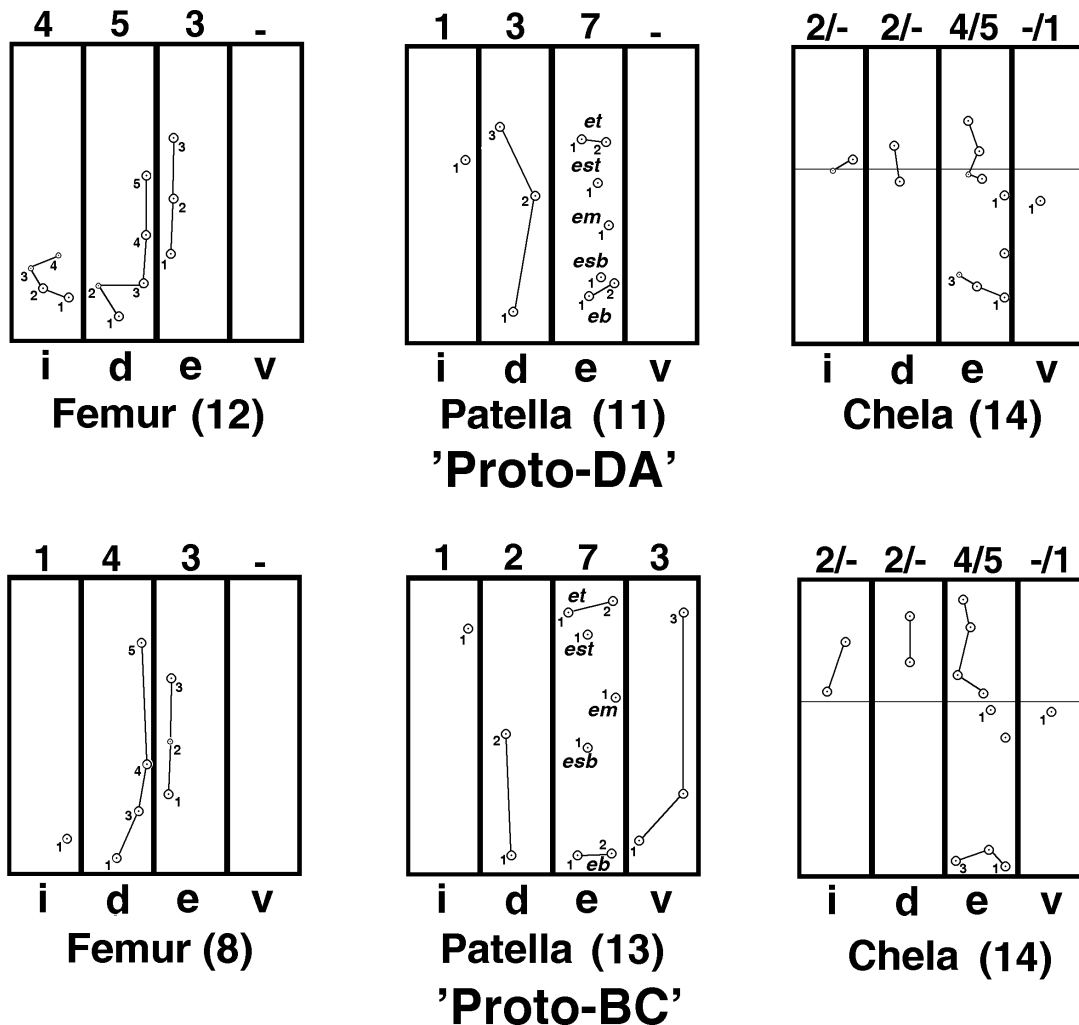 4 5 3 -
1 3 7 -
2/- 2/- 4/5 -/1
1 2 3 4
1 2 3 4 5
1 2 3
1
1 2 3
et
1 2
est
1
em
1
esb
1
1 2
eb
1
3 1
1
i d e v
i d e v
i d e v
Femur (12)
Patella (11)
Chela (14)
'Proto-DA'
1 4 3 -
1 2 7 3
2/- 2/- 4/5 -/1
1
1 3 4 5
1 2 3
1
1 2
et
1 2
1
est
1
em
1
esb
1 2
eb
1 3
1
3 1
1
i d e v
i d e v
i d e v
Femur (8)
Patella (13)
Chela (14)
'Proto-BC'